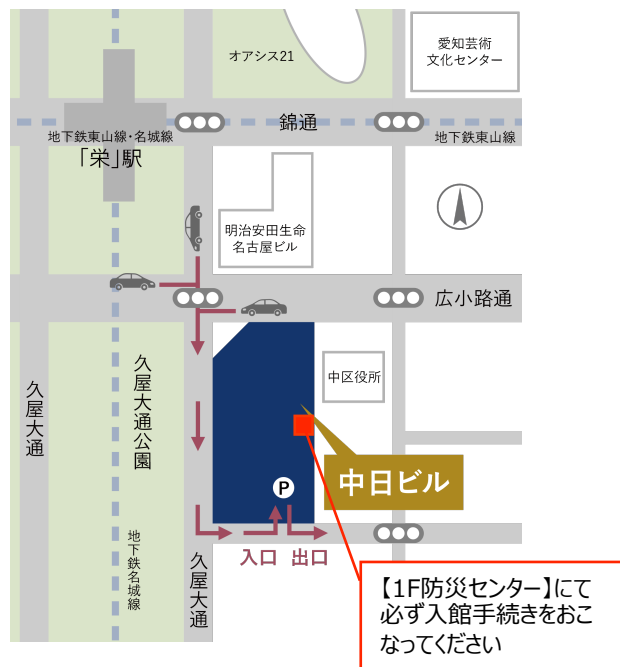 オアシス21
愛知芸術
文化センター
錦通
地下鉄東山線・名城線
「栄」駅
地下鉄東山線
明治安田生命
名古屋ビル
広小路通
久屋大通
久屋大通公園
中区役所
中日ビル
P
地下鉄名城線
久屋大通
入口
出口
【1F防災センター】にて
必ず入館手続きをおこ
なってください